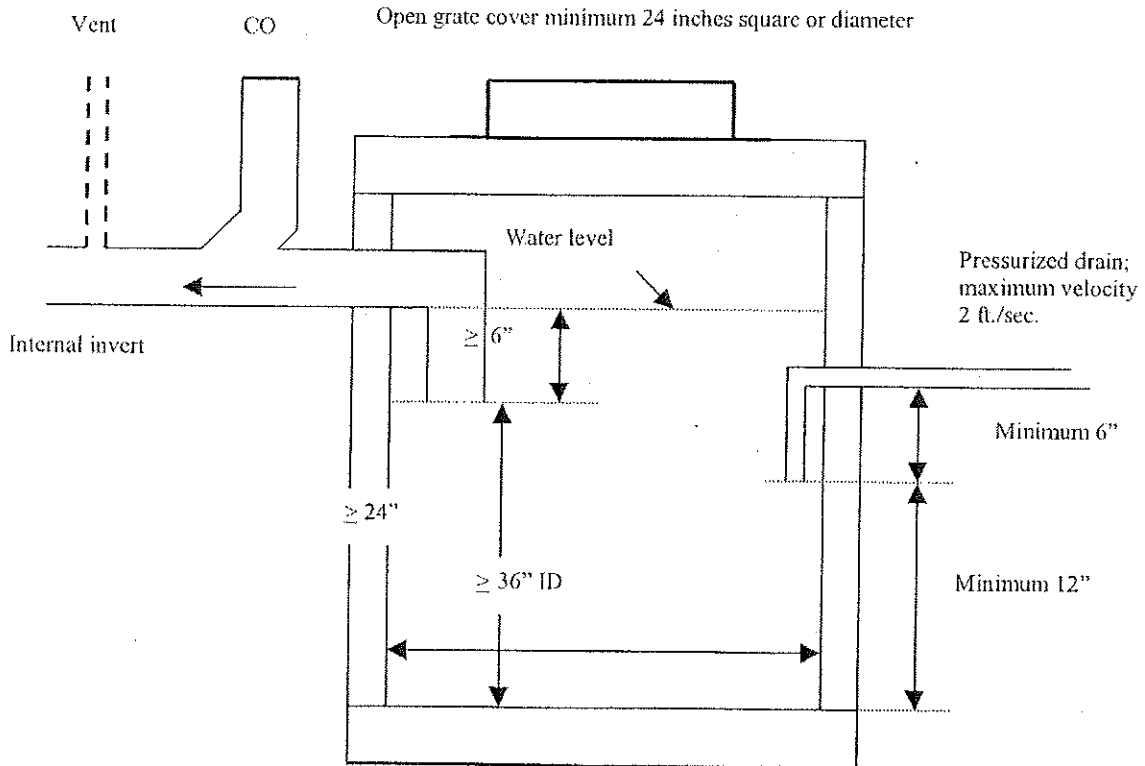 Vent
CO
Open grate cover minimum 24 inches square or diameter
Water level
Pressurized drain;
maximum velocity
2 ft./sec.
≥ 6”
Internal invert
Minimum 6”
≥ 24”
≥ 36” ID
Minimum 12”